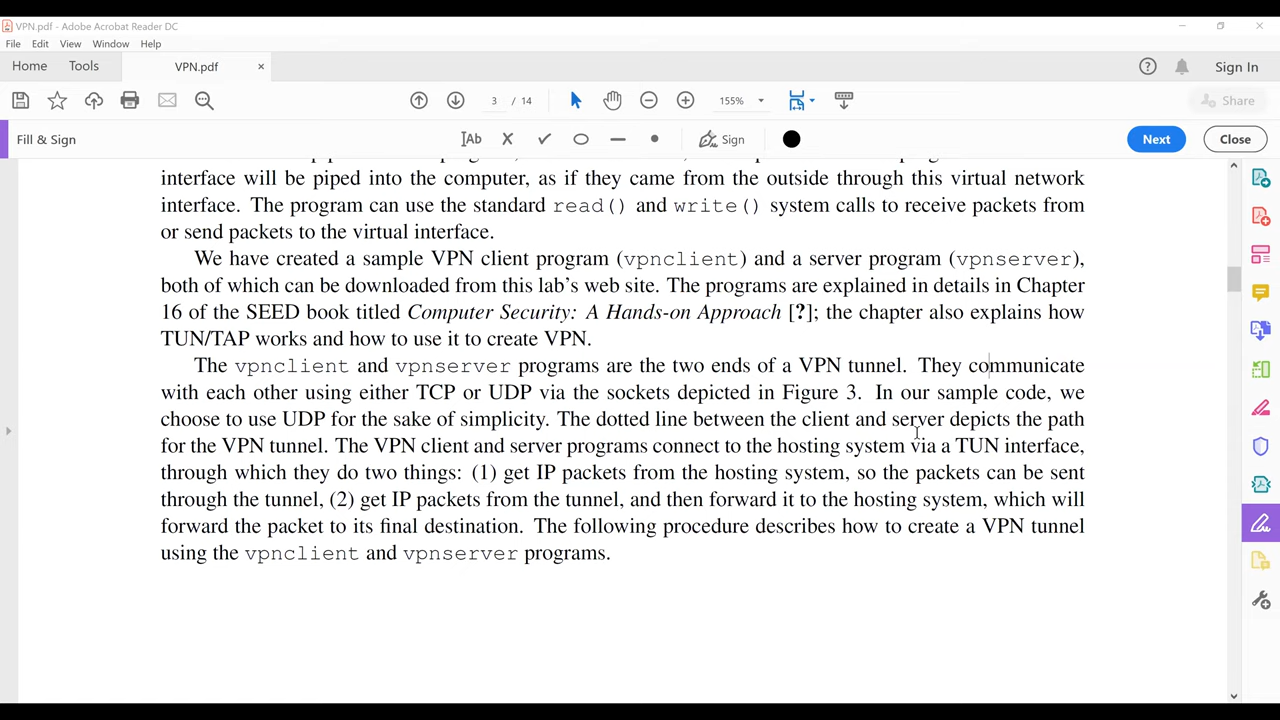 VPN.pdf - Adobe Acrobat Reader DC
File Edit View Window Help
Home Tools VPN.pdf × Sign In
3 / 14 155% Share
Fill & Sign Ab Sign Next Close
interface will be piped into the computer, as if they came from the outside through this virtual network
interface. The program can use the standard read() and write() system calls to receive packets from
or send packets to the virtual interface.
We have created a sample VPN client program (vpnclient) and a server program (vpnserver),
both of which can be downloaded from this lab's web site. The programs are explained in details in Chapter
16 of the SEED book titled Computer Security: A Hands-on Approach [?]; the chapter also explains how
TUN/TAP works and how to use it to create VPN.
The vpnclient and vpnserver programs are the two ends of a VPN tunnel. They communicate
with each other using either TCP or UDP via the sockets depicted in Figure 3. In our sample code, we
choose to use UDP for the sake of simplicity. The dotted line between the client and server depicts the path
for the VPN tunnel. The VPN client and server programs connect to the hosting system via a TUN interface,
through which they do two things: (1) get IP packets from the hosting system, so the packets can be sent
through the tunnel, (2) get IP packets from the tunnel, and then forward it to the hosting system, which will
forward the packet to its final destination. The following procedure describes how to create a VPN tunnel
using the vpnclient and vpnserver programs.